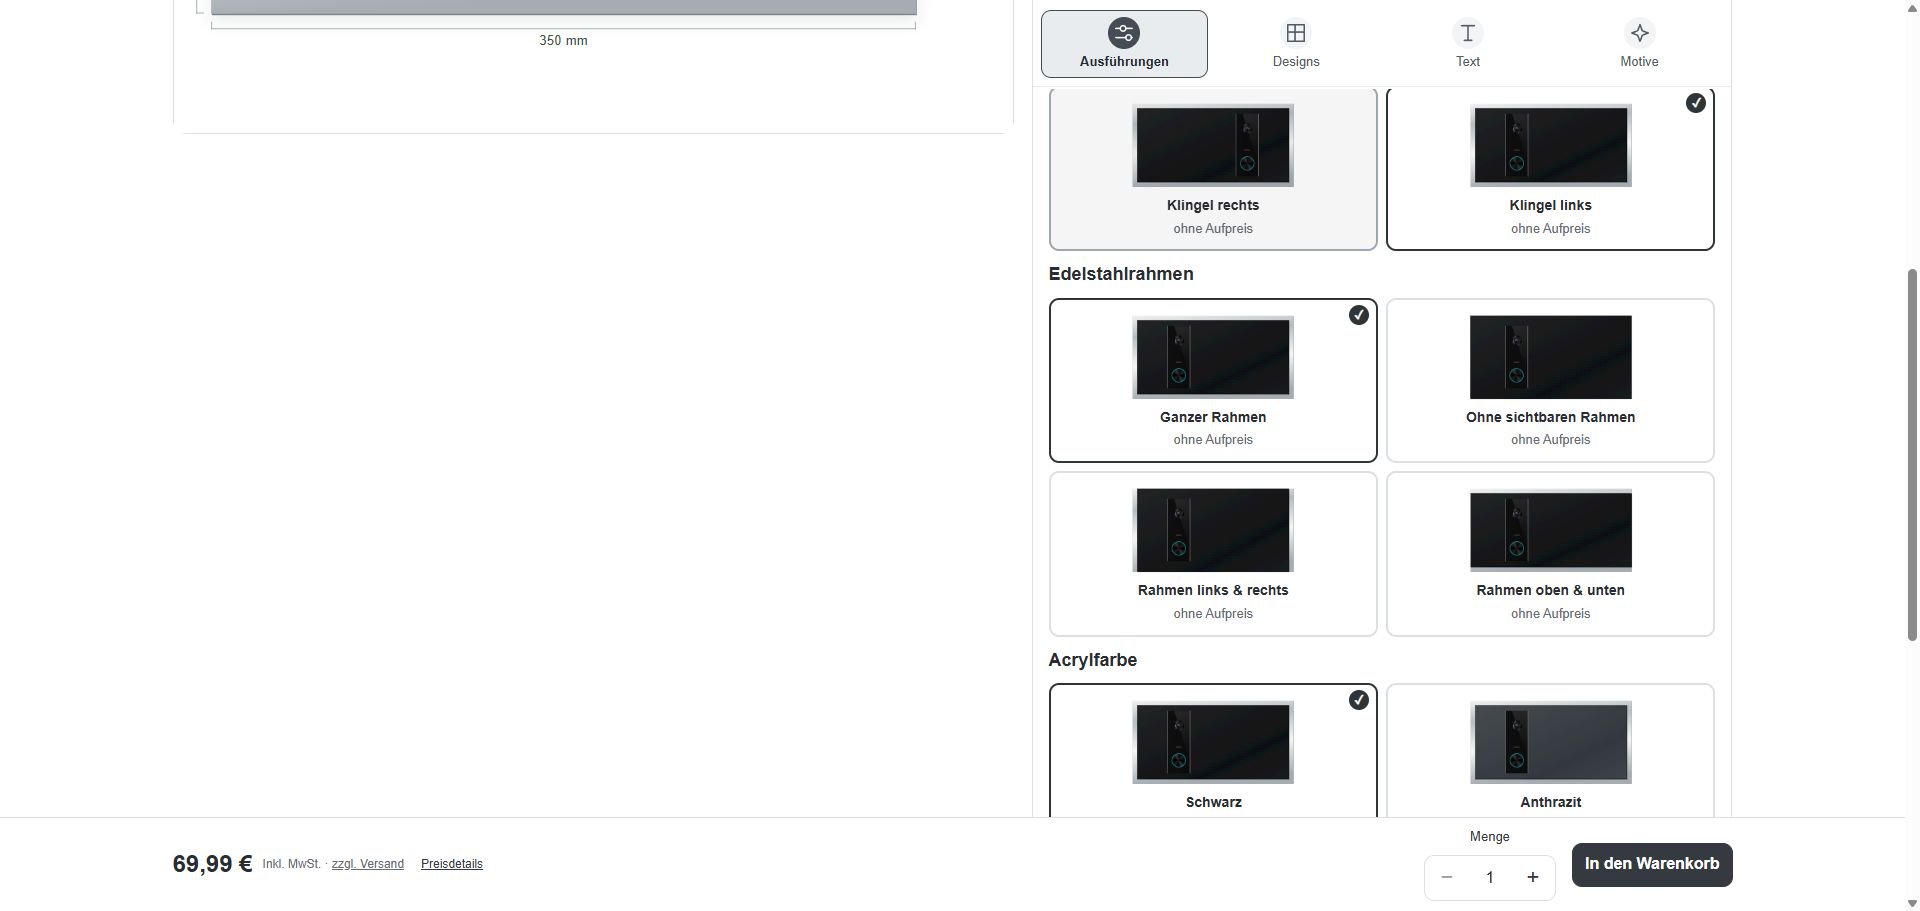 350 mm
Ausführungen
Designs
Text
Motive
Klingel rechts
ohne Aufpreis
Klingel links
ohne Aufpreis
Edelstahlrahmen
Ganzer Rahmen
ohne Aufpreis
Ohne sichtbaren Rahmen
ohne Aufpreis
Rahmen links & rechts
ohne Aufpreis
Rahmen oben & unten
ohne Aufpreis
Acrylfarbe
Schwarz
Anthrazit
69,99 € Inkl. MwSt. · zzgl. Versand Preisdetails
Menge
− 1 +
In den Warenkorb